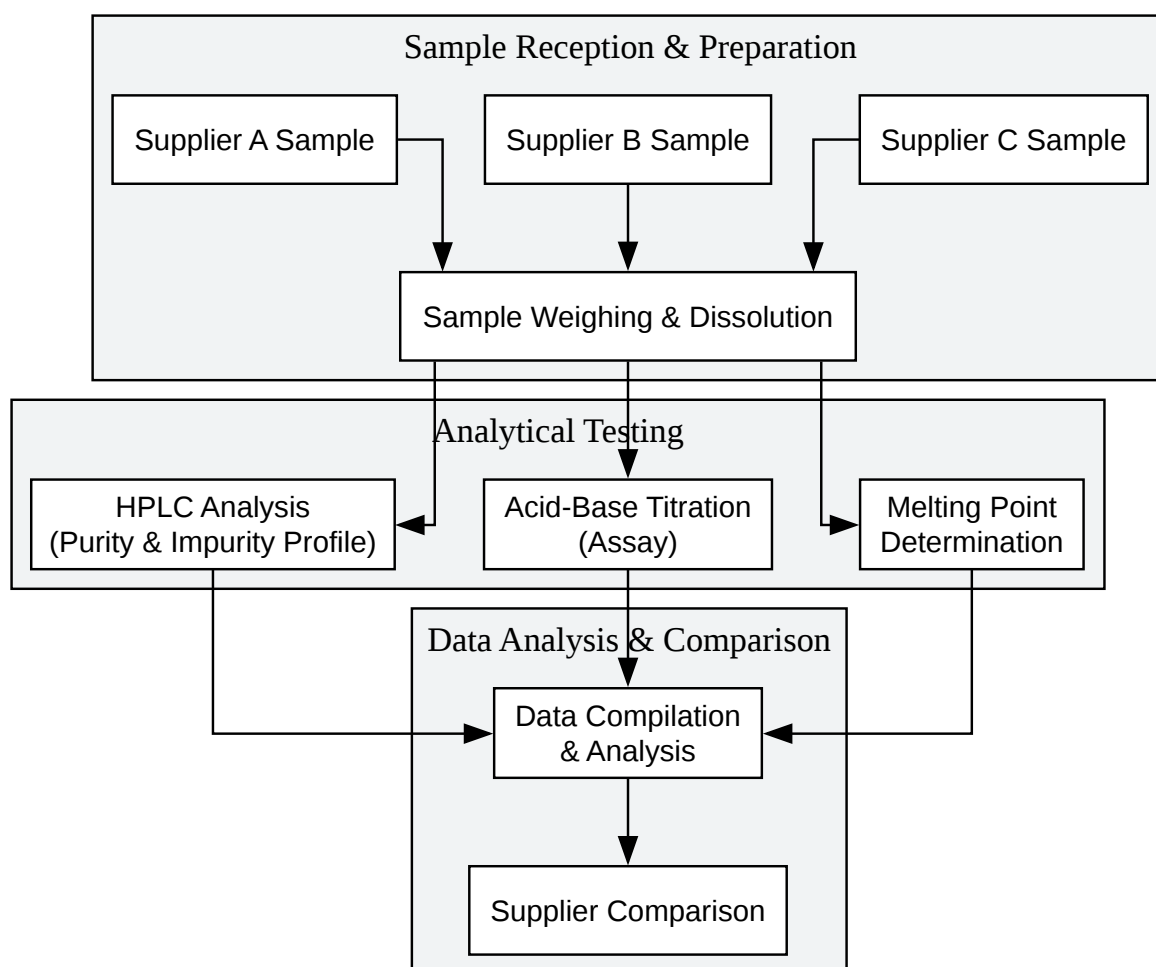 Sample Reception & Preparation
Supplier A Sample
Supplier B Sample
Supplier C Sample
Sample Weighing & Dissolution
Analytical Testing
HPLC Analysis
(Purity & Impurity Profile)
Acid-Base Titration
(Assay)
Melting Point
Determination
Data Analysis & Comparison
Data Compilation
& Analysis
Supplier Comparison